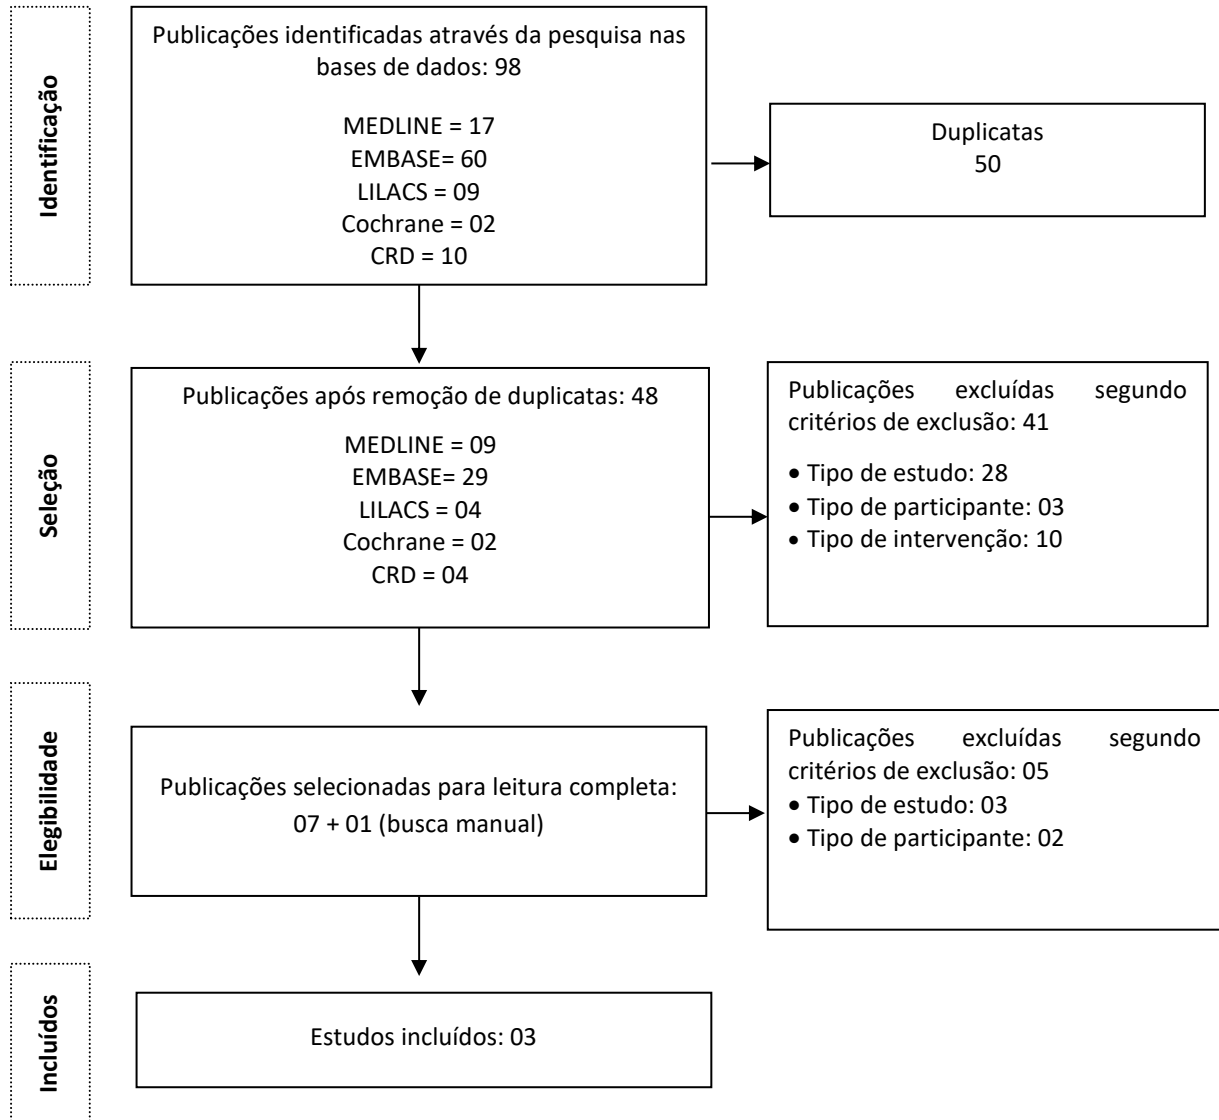 Identificação
Publicações identificadas através da pesquisa nas
bases de dados: 98
MEDLINE = 17
EMBASE= 60
LILACS = 09
Cochrane = 02
CRD = 10
Duplicatas
50
Seleção
Publicações após remoção de duplicatas: 48
MEDLINE = 09
EMBASE= 29
LILACS = 04
Cochrane = 02
CRD = 04
Publicações excluídas segundo
critérios de exclusão: 41
• Tipo de estudo: 28
• Tipo de participante: 03
• Tipo de intervenção: 10
Elegibilidade
Publicações selecionadas para leitura completa:
07 + 01 (busca manual)
Publicações excluídas segundo
critérios de exclusão: 05
• Tipo de estudo: 03
• Tipo de participante: 02
Incluídos
Estudos incluídos: 03